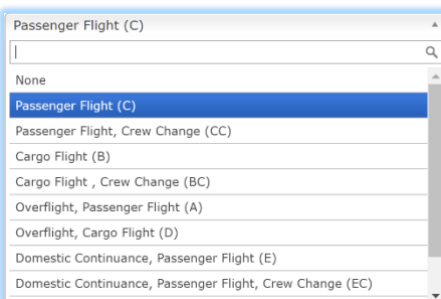 Passenger Flight (C)
None
Passenger Flight (C)
Passenger Flight, Crew Change (CC)
Cargo Flight (B)
Cargo Flight , Crew Change (BC)
Overflight, Passenger Flight (A)
Overflight, Cargo Flight (D)
Domestic Continuance, Passenger Flight (E)
Domestic Continuance, Passenger Flight, Crew Change (EC)